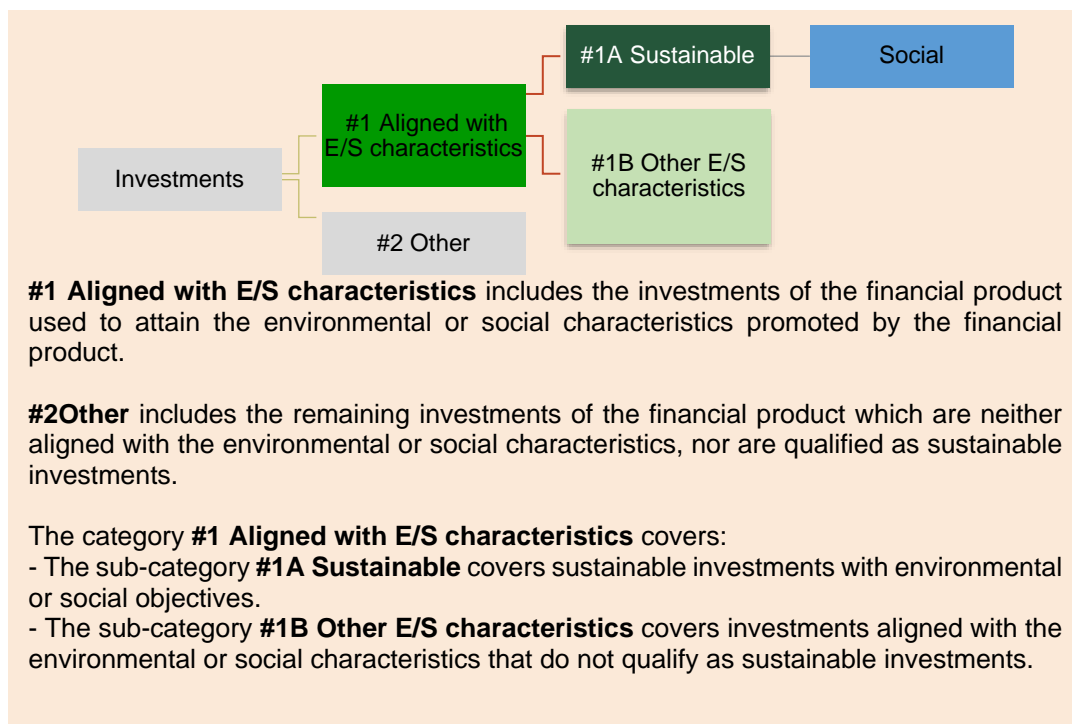 #1A Sustainable
Social
#1 Aligned with
E/S characteristics
#1B Other E/S
characteristics
Investments
#2 Other
#1 Aligned with E/S characteristics includes the investments of the financial product
used to attain the environmental or social characteristics promoted by the financial
product.
#2Other includes the remaining investments of the financial product which are neither
aligned with the environmental or social characteristics, nor are qualified as sustainable
investments.
The category #1 Aligned with E/S characteristics covers:
- The sub-category #1A Sustainable covers sustainable investments with environmental
or social objectives.
- The sub-category #1B Other E/S characteristics covers investments aligned with the
environmental or social characteristics that do not qualify as sustainable investments.